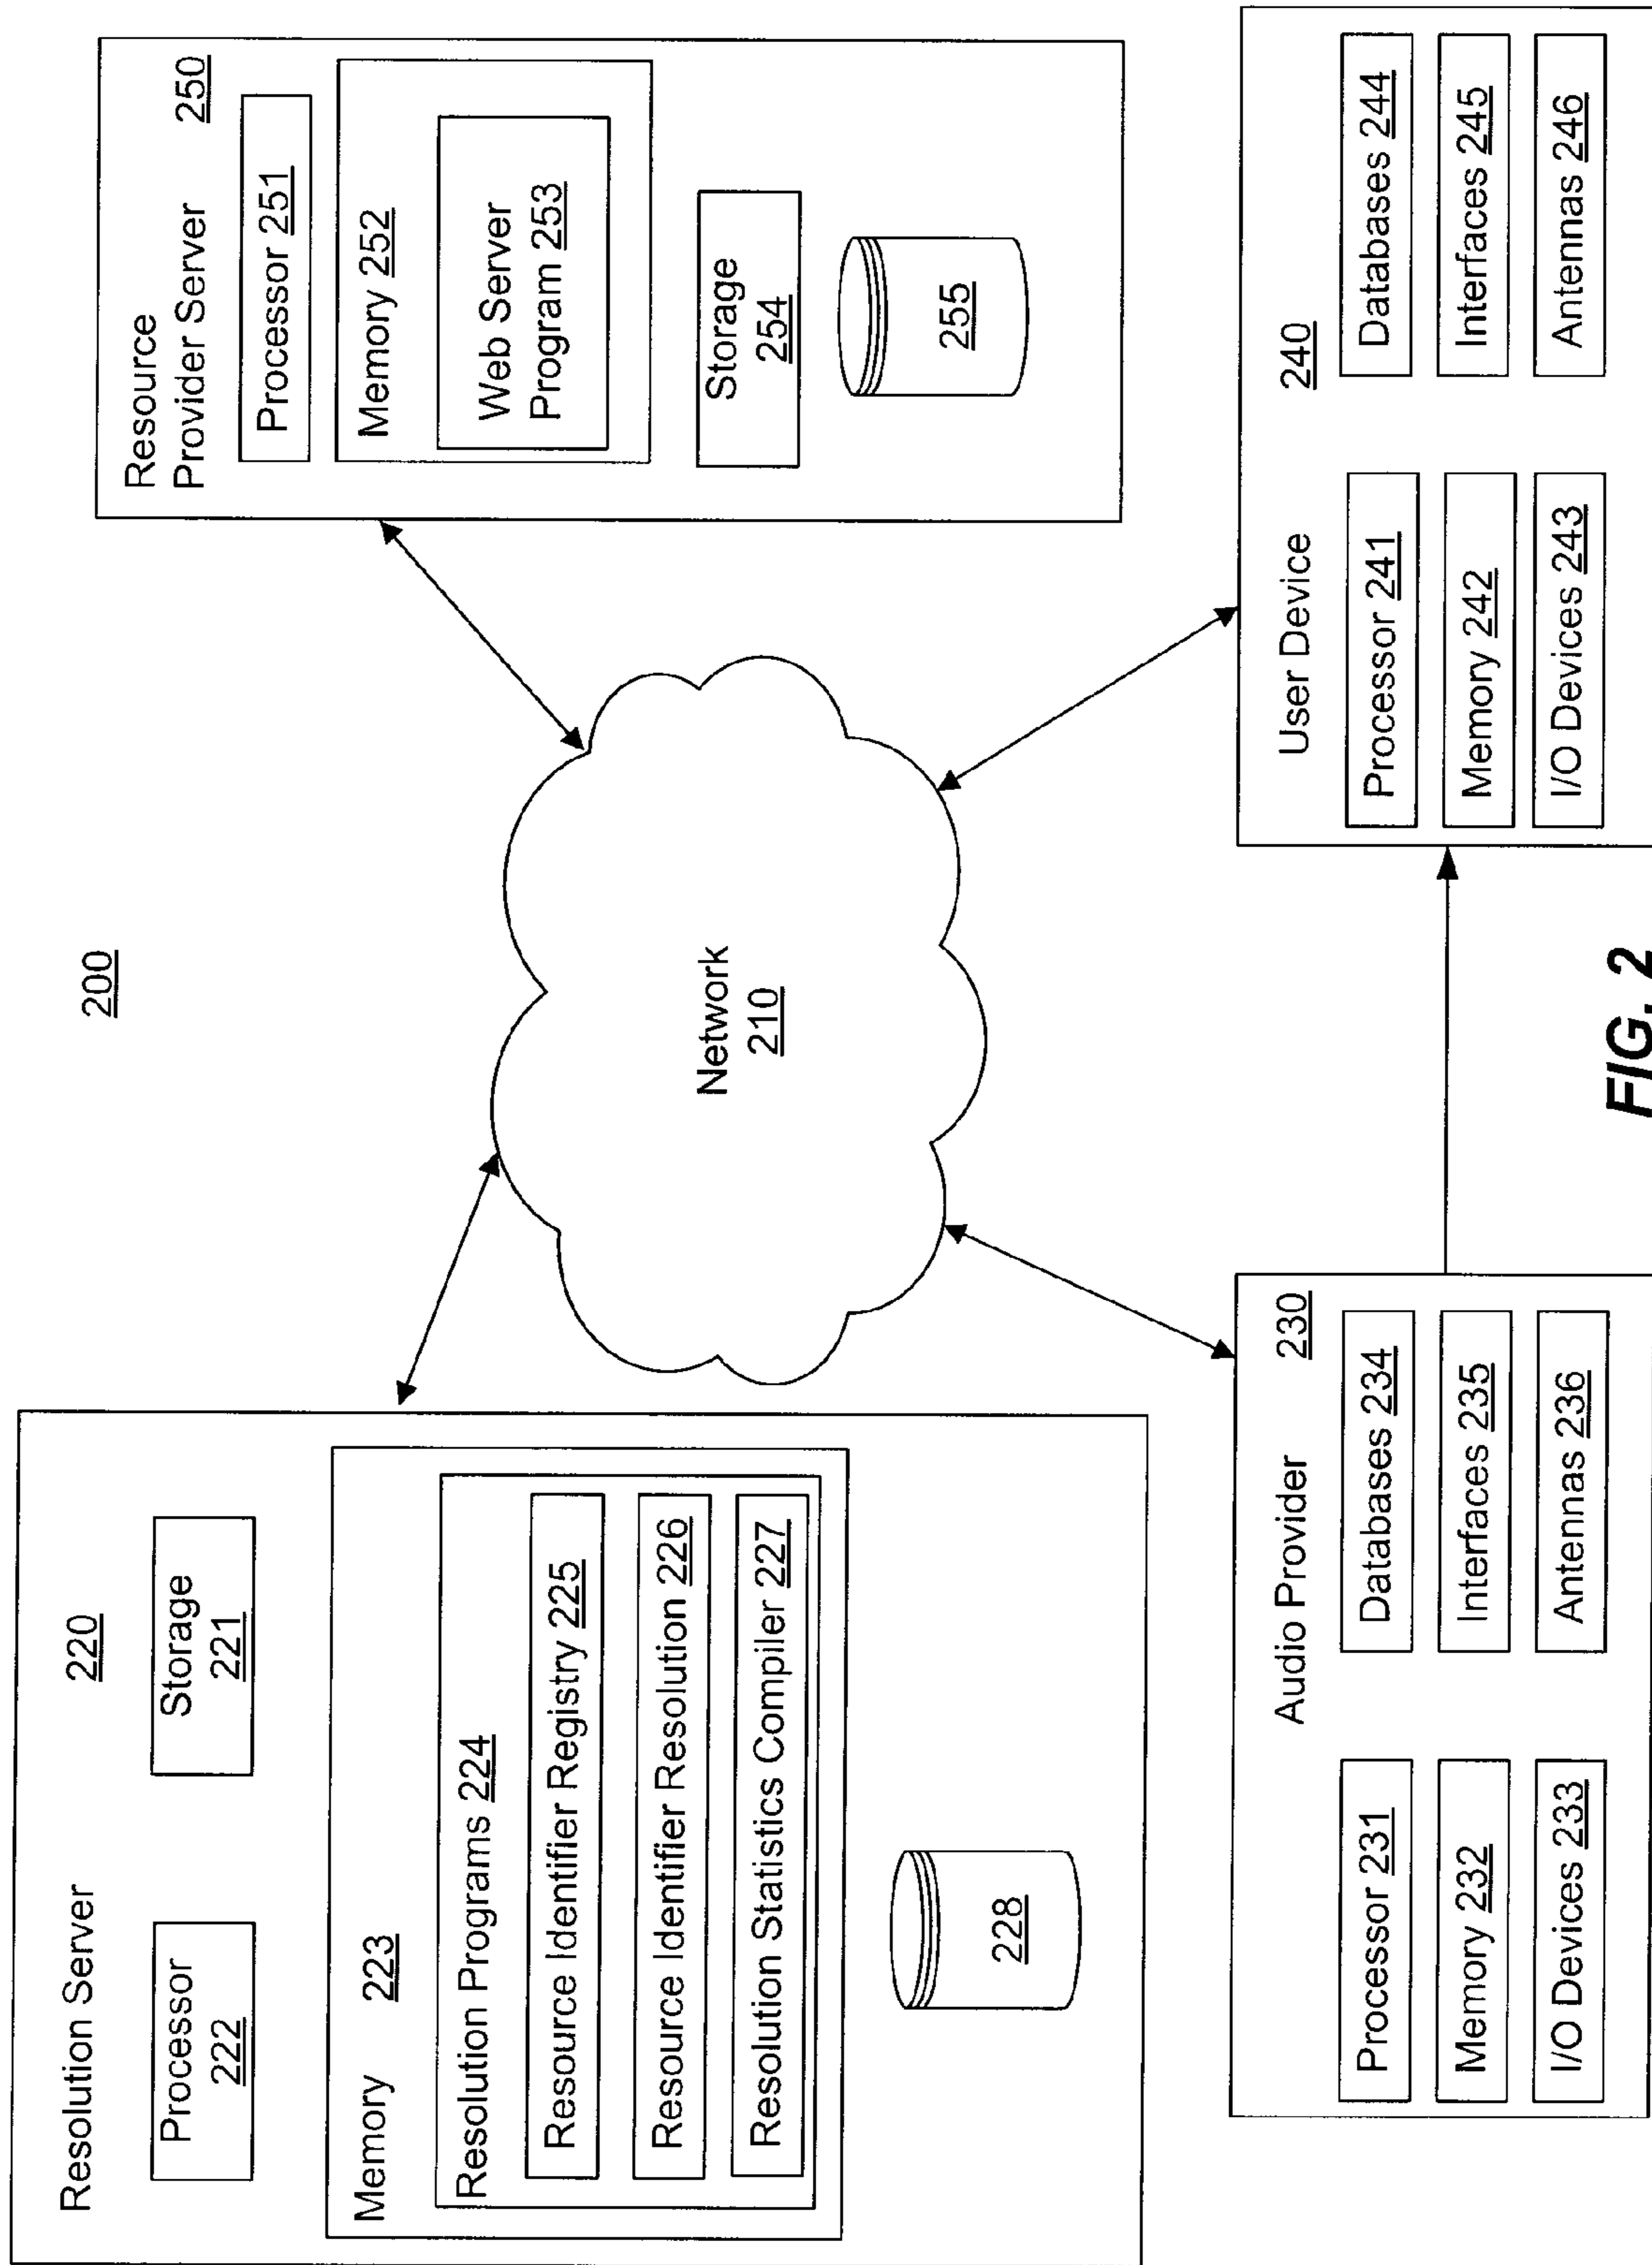 200
Resolution Server 220
Processor
222
Storage
221
Memory 223
Resolution Programs 224
Resource Identifier Registry 225
Resource Identifier Resolution 226
Resolution Statistics Compiler 227
228
Network
210
Resource
Provider Server 250
Processor 251
Memory 252
Web Server
Program 253
Storage
254
255
Audio Provider 230
Processor 231
Databases 234
Memory 232
Interfaces 235
I/O Devices 233
Antennas 236
User Device 240
Processor 241
Databases 244
Memory 242
Interfaces 245
I/O Devices 243
Antennas 246
FIG. 2